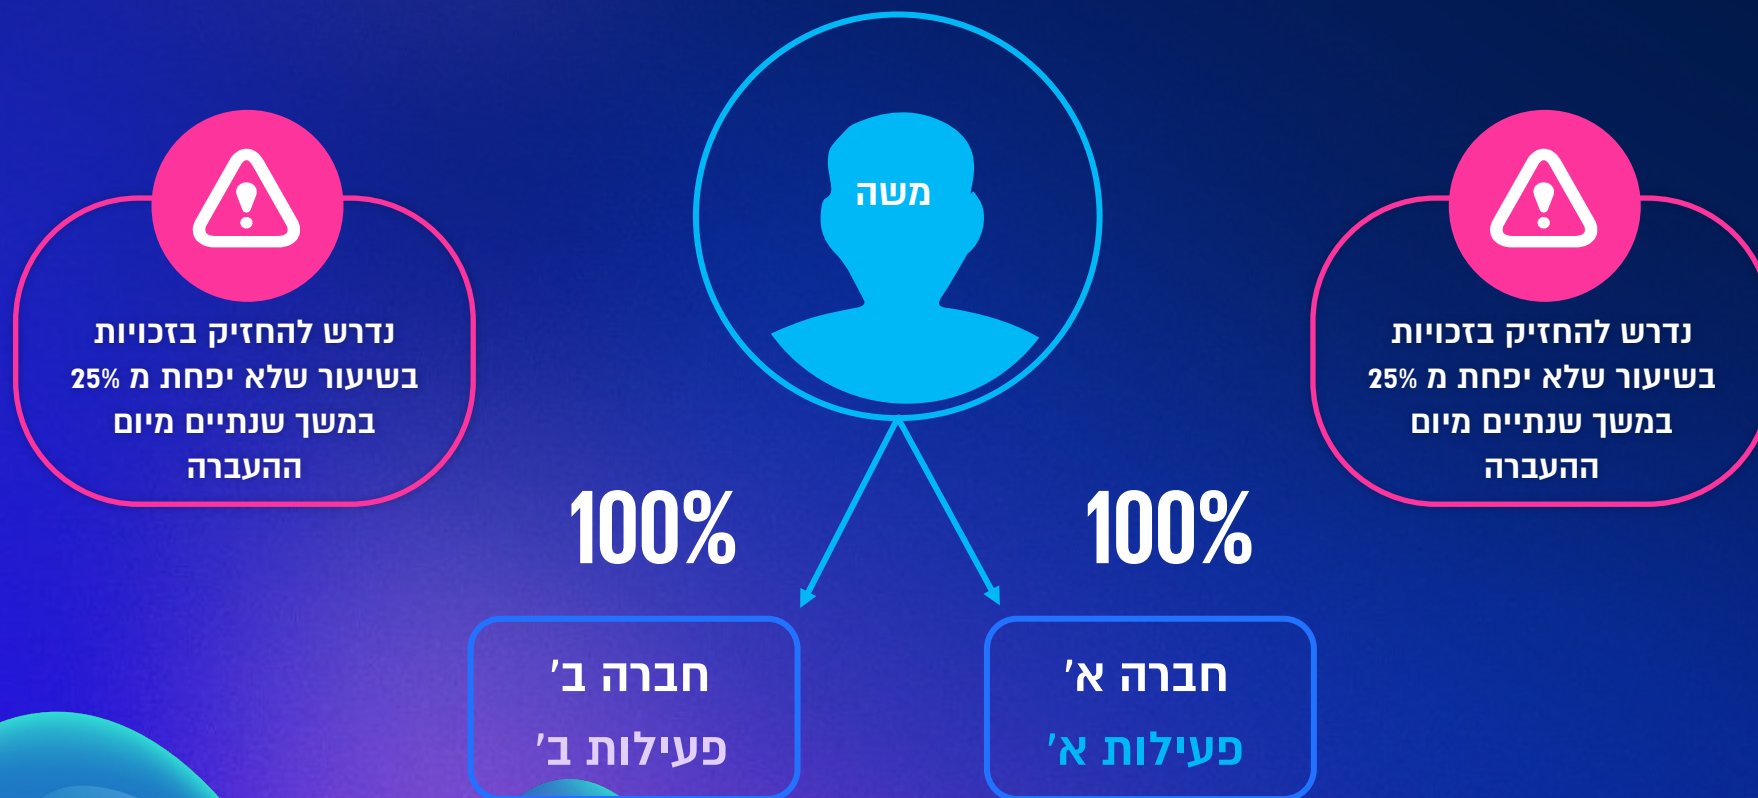 משה
נדרש להחזיק בזכויות
בשיעור שלא יפחת מ 25%
במשך שנתיים מיום
ההעברה
נדרש להחזיק בזכויות
בשיעור שלא יפחת מ 25%
במשך שנתיים מיום
ההעברה
100%
100%
חברה א'
פעילות א'
חברה ב'
פעילות ב'